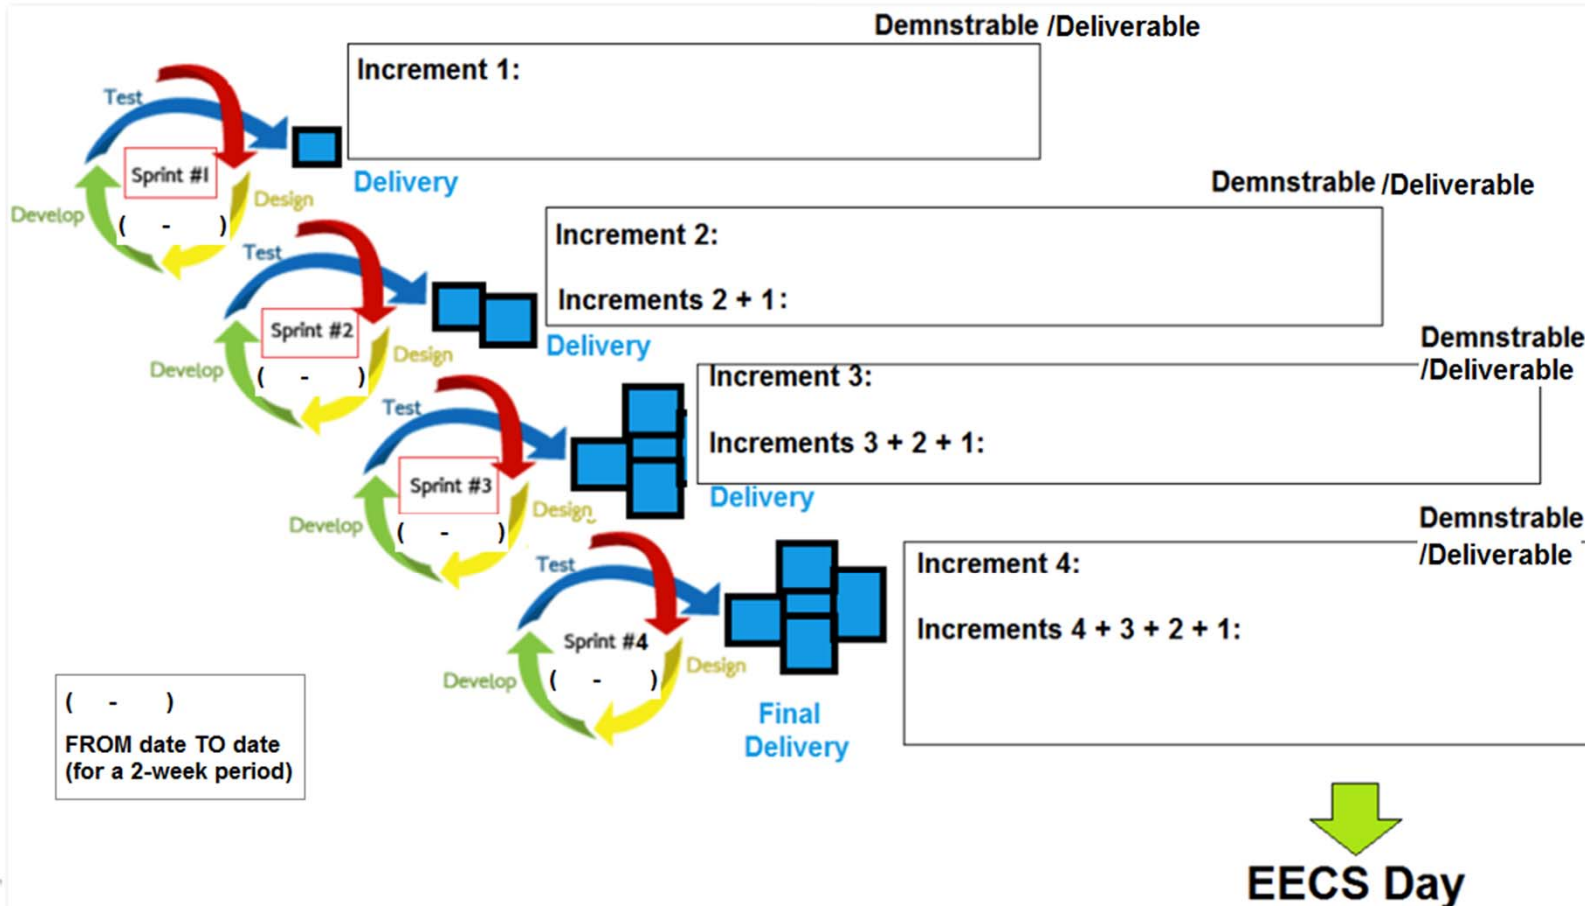 Demnstrable /Deliverable
Increment 1:
Test
Sprint #1
Delivery
Design
Develop
( - )
Demnstrable /Deliverable
Increment 2:
Test
Increments 2 + 1:
Sprint #2
Delivery
Design
Develop
( - )
Demnstrable
/Deliverable
Increment 3:
Test
Increments 3 + 2 + 1:
Sprint #3
Delivery
Design
Develop
( - )
Demnstrable
/Deliverable
Increment 4:
Test
Increments 4 + 3 + 2 + 1:
Sprint #4
Design
Develop
( - )
Final
Delivery
( - )
FROM date TO date
(for a 2-week period)
EECS Day